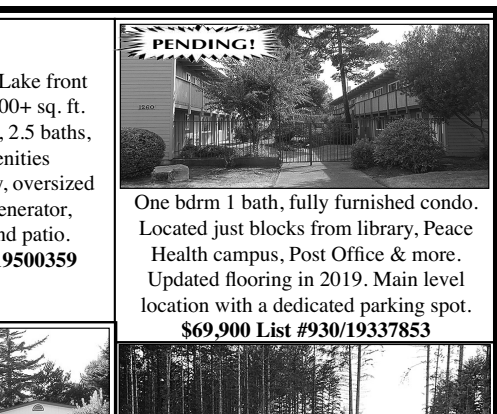 Lake front
00+ sq. ft.
, 2.5 baths,
enities
, oversized
enerator,
nd patio.
19500359
PENDING!
1260
One bdrm 1 bath, fully furnished condo.
Located just blocks from library, Peace
Health campus, Post Office & more.
Updated flooring in 2019. Main level
location with a dedicated parking spot.
$69,900 List #930/19337853